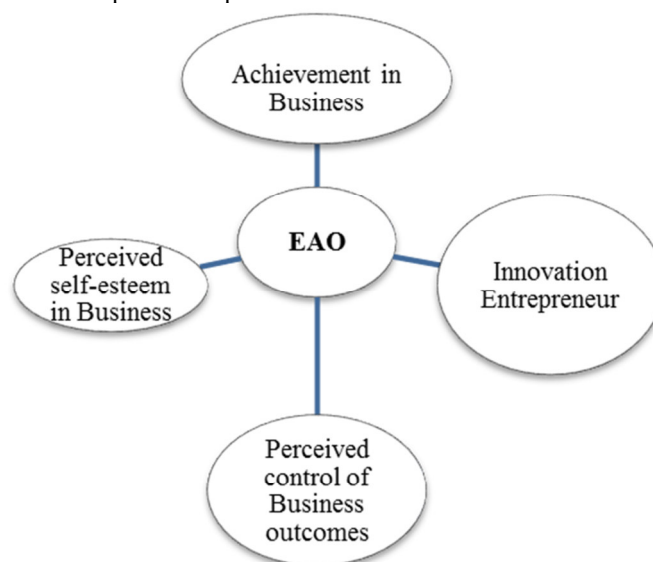 Achievement in
Business
EAO
Perceived
self-esteem
in Business
Innovation
Entrepreneur
Perceived
control of
Business
outcomes